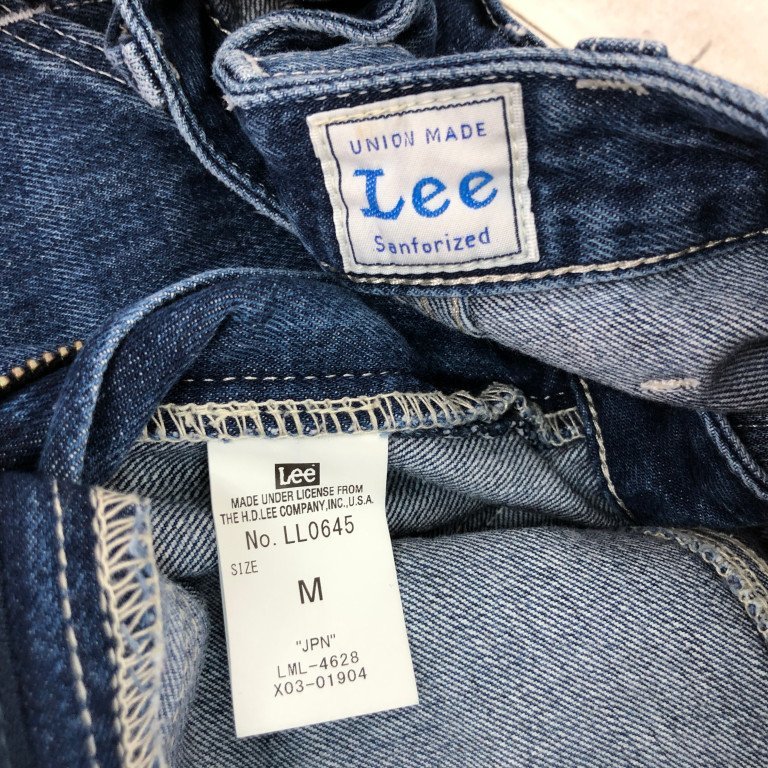 UNION MADE
Lee
Sanforized
Lee
MADE UNDER LICENSE FROM
THE H.D.LEE COMPANY,INC.,U.S.A.
No. LL0645
SIZE
M
"JPN"
LML-4628
X03-01904